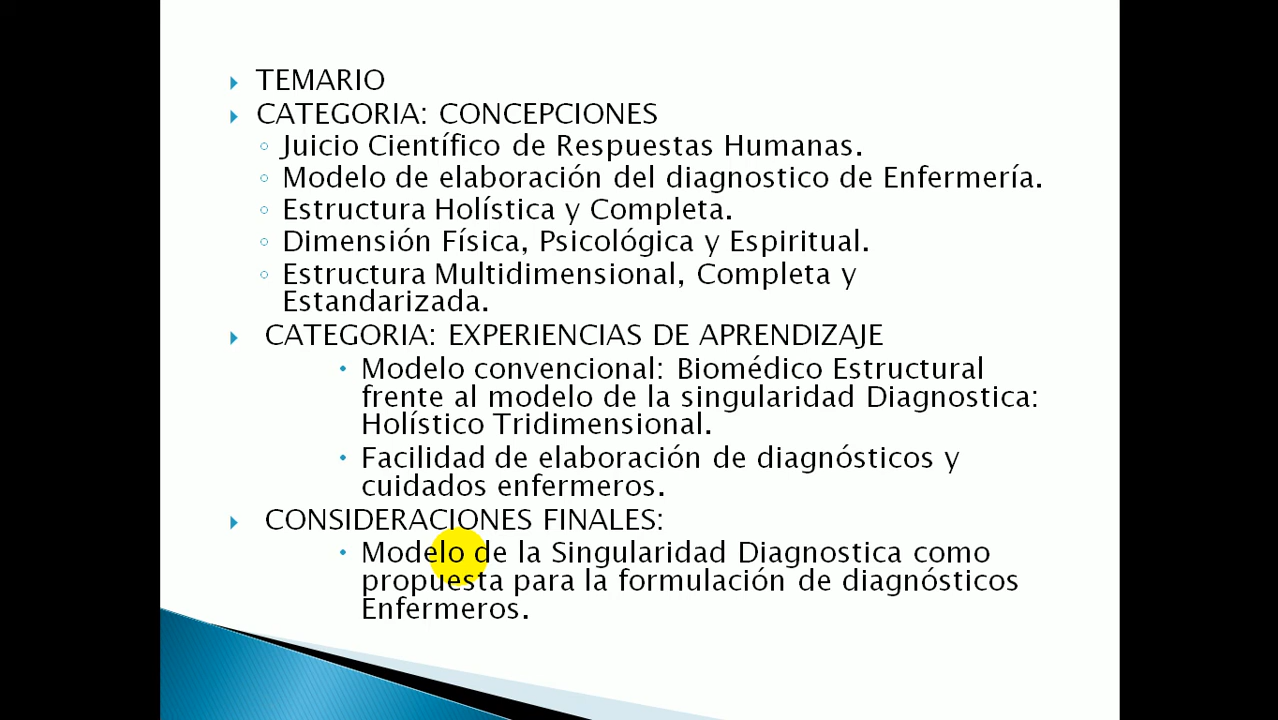 TEMARIO
CATEGORIA: CONCEPCIONES
Juicio Científico de Respuestas Humanas.
Modelo de elaboración del diagnostico de Enfermería.
Estructura Holística y Completa.
Dimensión Física, Psicológica y Espiritual.
Estructura Multidimensional, Completa y
Estandarizada.
CATEGORIA: EXPERIENCIAS DE APRENDIZAJE
Modelo convencional: Biomédico Estructural
frente al modelo de la singularidad Diagnostica:
Holístico Tridimensional.
Facilidad de elaboración de diagnósticos y
cuidados enfermeros.
CONSIDERACIONES FINALES:
Modelo de la Singularidad Diagnostica como
propuesta para la formulación de diagnósticos
Enfermeros.